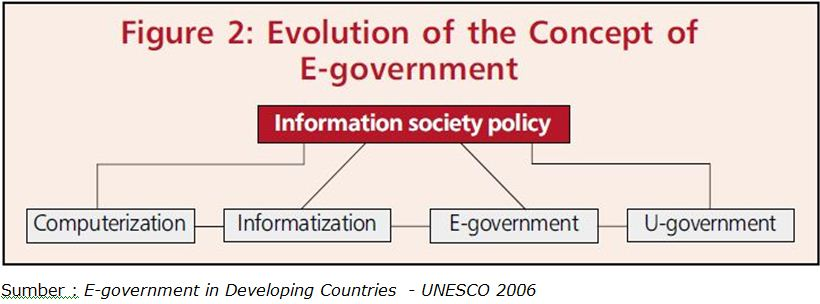 Figure 2: Evolution of the Concept of
E-government
Information society policy
Computerization
Informatization
E-government
U-government
Sumber : E-government in Developing Countries - UNESCO 2006